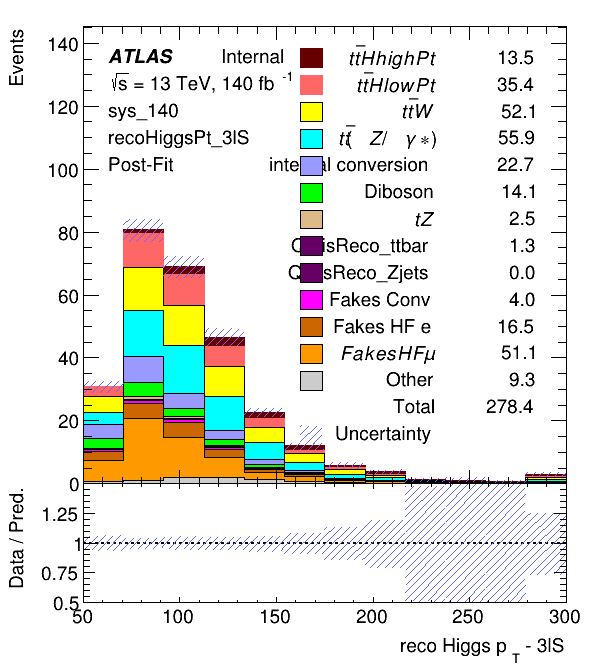 Events
140
120
100
80
60
40
20
0
ATLAS Internal
√s = 13 TeV, 140 fb⁻¹
sys_140
recoHiggsPt_3lS
Post-Fit
tt̄HhighPt 13.5
tt̄HlowPt 35.4
tt̄W 52.1
tt̄( Z/ γ *) 55.9
internal conversion 22.7
Diboson 14.1
tZ 2.5
QmisReco_ttbar 1.3
QmisReco_Zjets 0.0
Fakes Conv 4.0
Fakes HF e 16.5
FakesHFμ 51.1
Other 9.3
Total 278.4
Uncertainty
Data / Pred.
1.25
1
0.75
0.5
50 100 150 200 250 300
reco Higgs p_T - 3lS